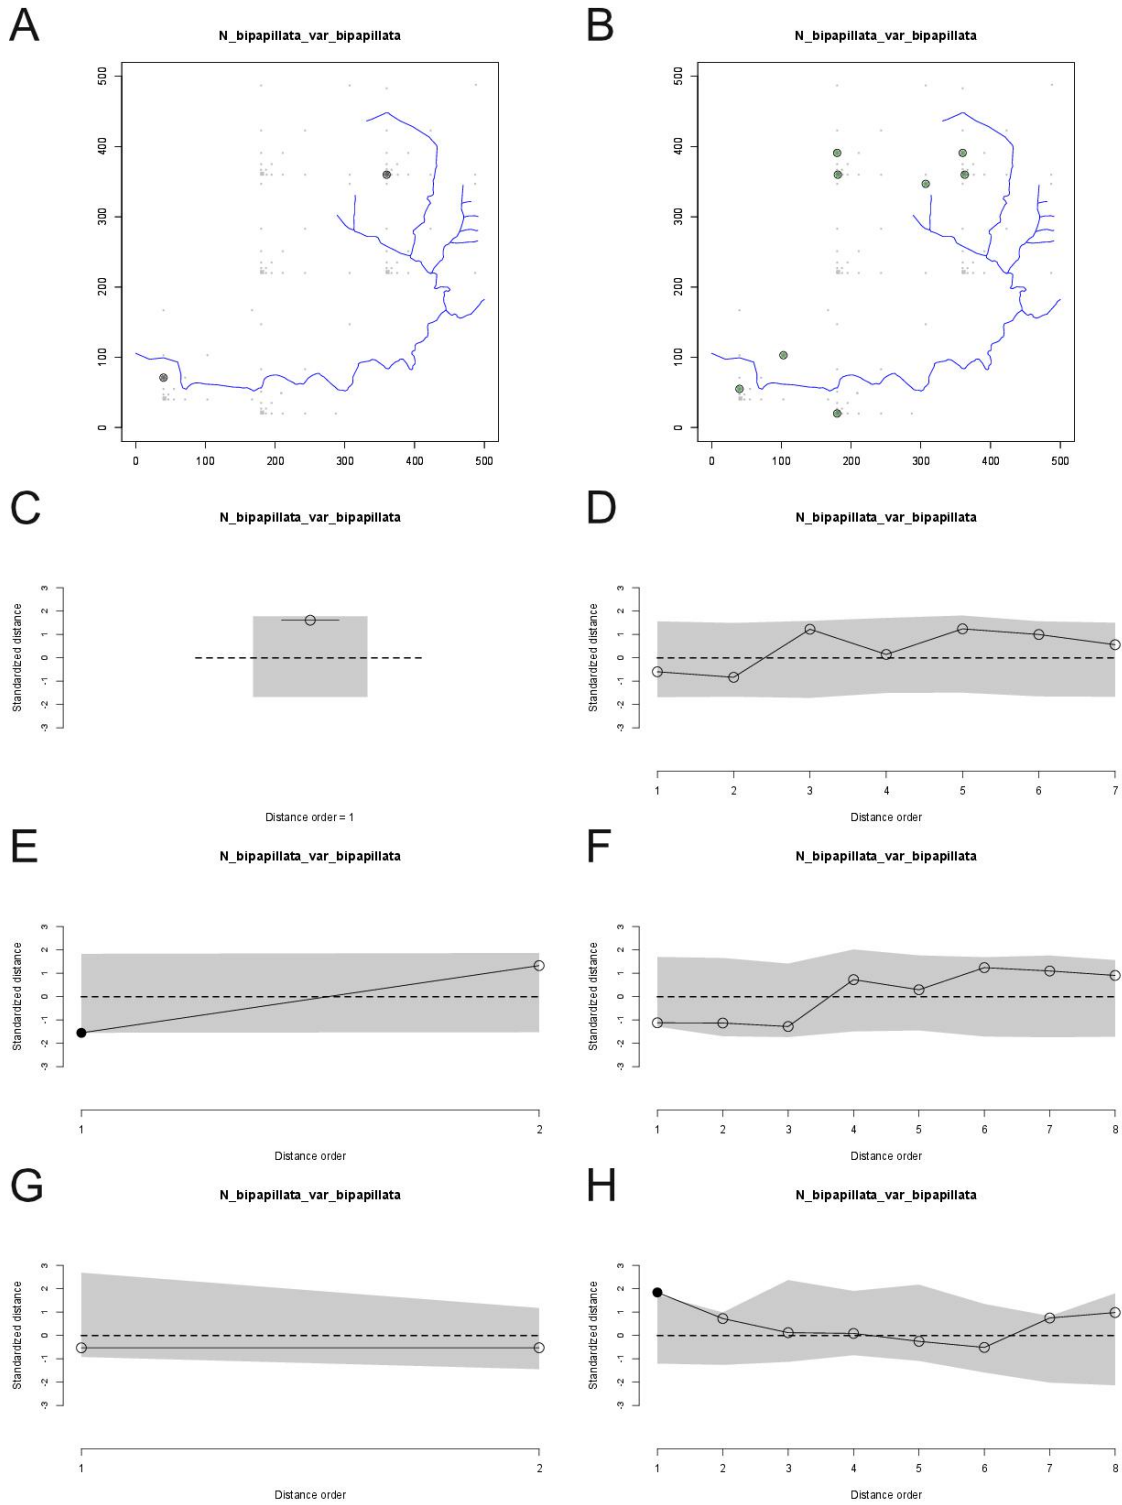 A
B
N_bipapillata_var_bipapillata
N_bipapillata_var_bipapillata
500
400
300
200
100
0
0 100 200 300 400 500
500
400
300
200
100
0
0 100 200 300 400 500
C
D
N_bipapillata_var_bipapillata
N_bipapillata_var_bipapillata
Standardized distance
3
2
1
0
-1
-2
-3
Distance order = 1
Standardized distance
3
2
1
0
-1
-2
-3
1 2 3 4 5 6 7
Distance order
E
F
N_bipapillata_var_bipapillata
N_bipapillata_var_bipapillata
Standardized distance
3
2
1
0
-1
-2
-3
1 2
Distance order
Standardized distance
3
2
1
0
-1
-2
-3
1 2 3 4 5 6 7 8
Distance order
G
H
N_bipapillata_var_bipapillata
N_bipapillata_var_bipapillata
Standardized distance
3
2
1
0
-1
-2
-3
1 2
Distance order
Standardized distance
3
2
1
0
-1
-2
-3
1 2 3 4 5 6 7 8
Distance order